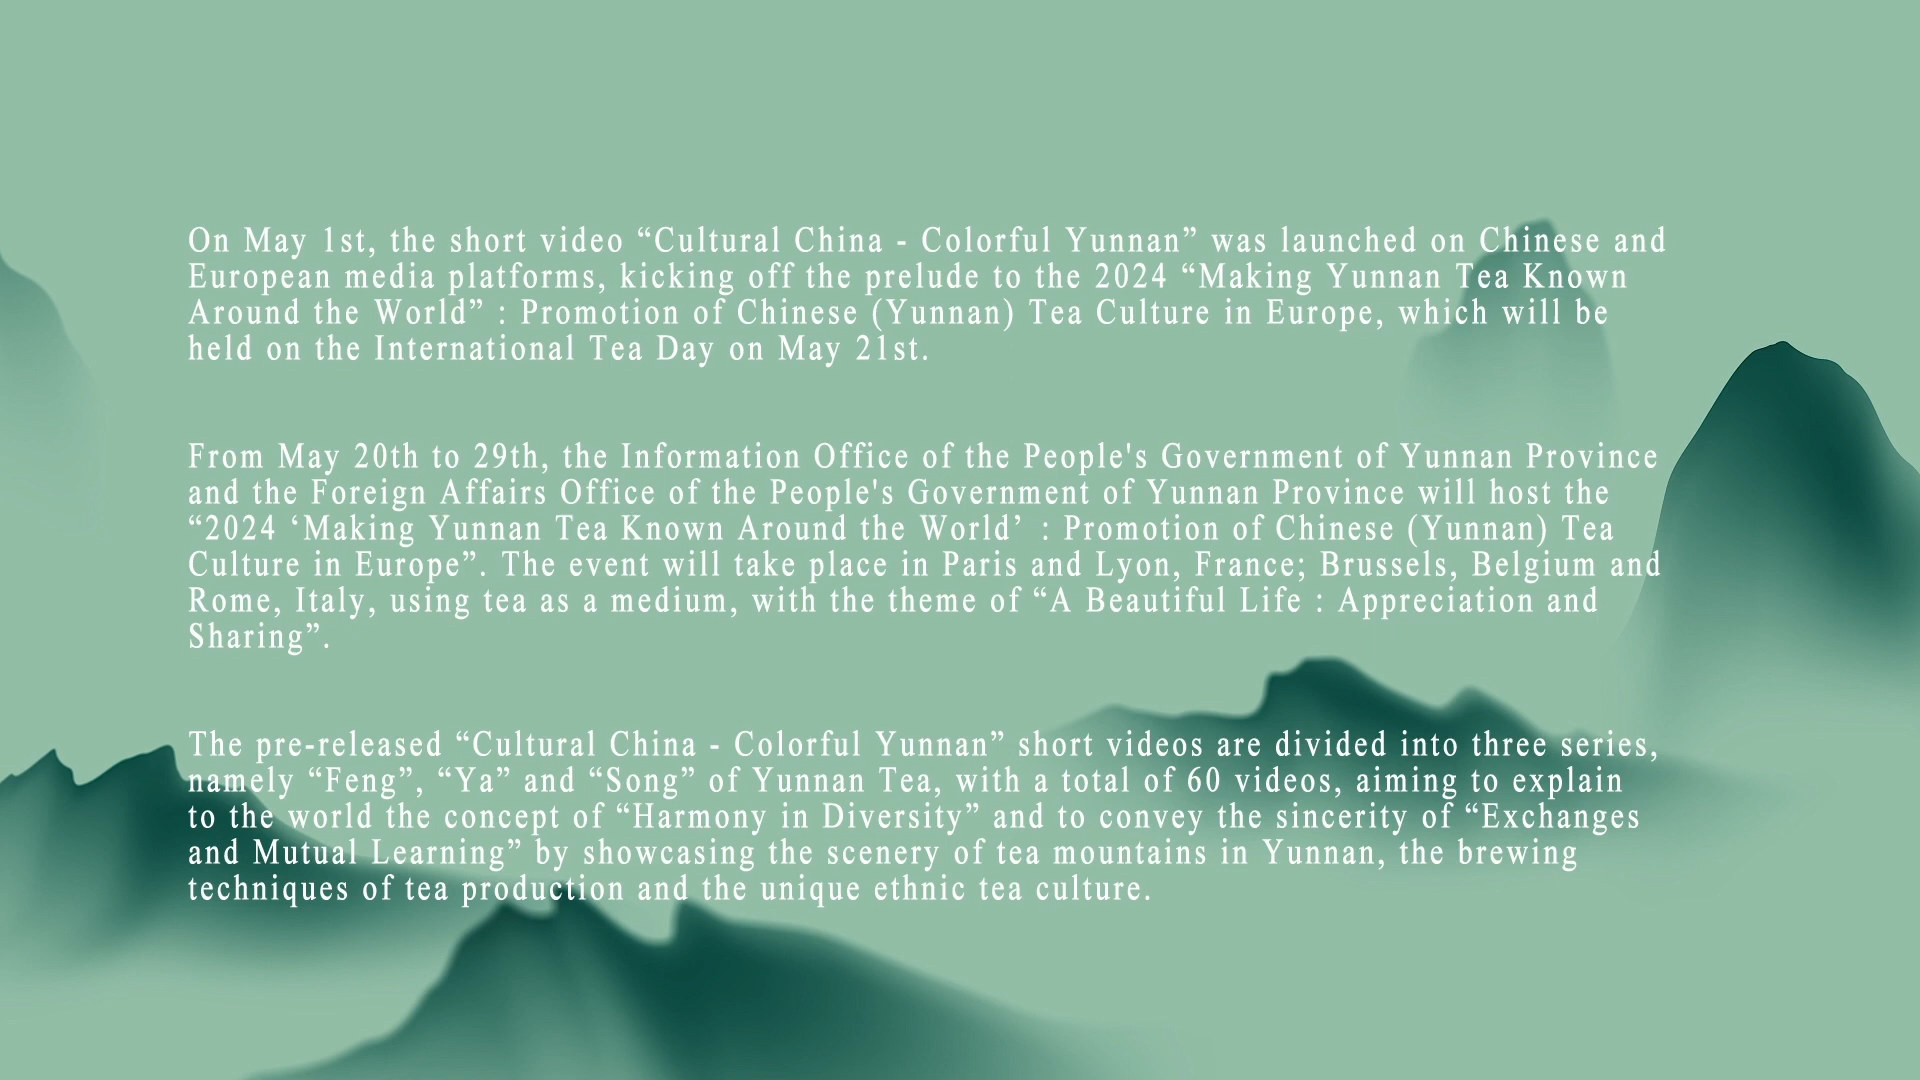 On May 1st, the short video “Cultural China - Colorful Yunnan” was launched on Chinese and
European media platforms, kicking off the prelude to the 2024 “Making Yunnan Tea Known
Around the World” : Promotion of Chinese (Yunnan) Tea Culture in Europe, which will be
held on the International Tea Day on May 21st.
From May 20th to 29th, the Information Office of the People's Government of Yunnan Province
and the Foreign Affairs Office of the People's Government of Yunnan Province will host the
“2024 ‘Making Yunnan Tea Known Around the World’ : Promotion of Chinese (Yunnan) Tea
Culture in Europe”. The event will take place in Paris and Lyon, France; Brussels, Belgium and
Rome, Italy, using tea as a medium, with the theme of “A Beautiful Life : Appreciation and
Sharing”.
The pre-released “Cultural China - Colorful Yunnan” short videos are divided into three series,
namely “Feng”, “Ya” and “Song” of Yunnan Tea, with a total of 60 videos, aiming to explain
to the world the concept of “Harmony in Diversity” and to convey the sincerity of “Exchanges
and Mutual Learning” by showcasing the scenery of tea mountains in Yunnan, the brewing
techniques of tea production and the unique ethnic tea culture.